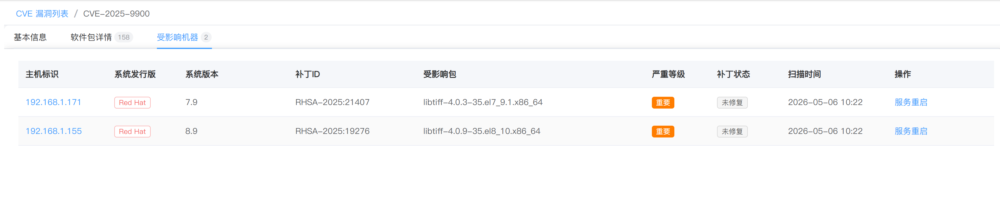 CVE 漏洞列表 / CVE-2025-9900
基本信息 软件包详情 158 受影响机器 2
主机标识 系统发行版 系统版本 补丁ID 受影响包 严重等级 补丁状态 扫描时间 操作
192.168.1.171 Red Hat 7.9 RHSA-2025:21407 libtiff-4.0.3-35.el7_9.1.x86_64 重要 未修复 2026-05-06 10:22 服务重启
192.168.1.155 Red Hat 8.9 RHSA-2025:19276 libtiff-4.0.9-35.el8_10.x86_64 重要 未修复 2026-05-06 10:22 服务重启